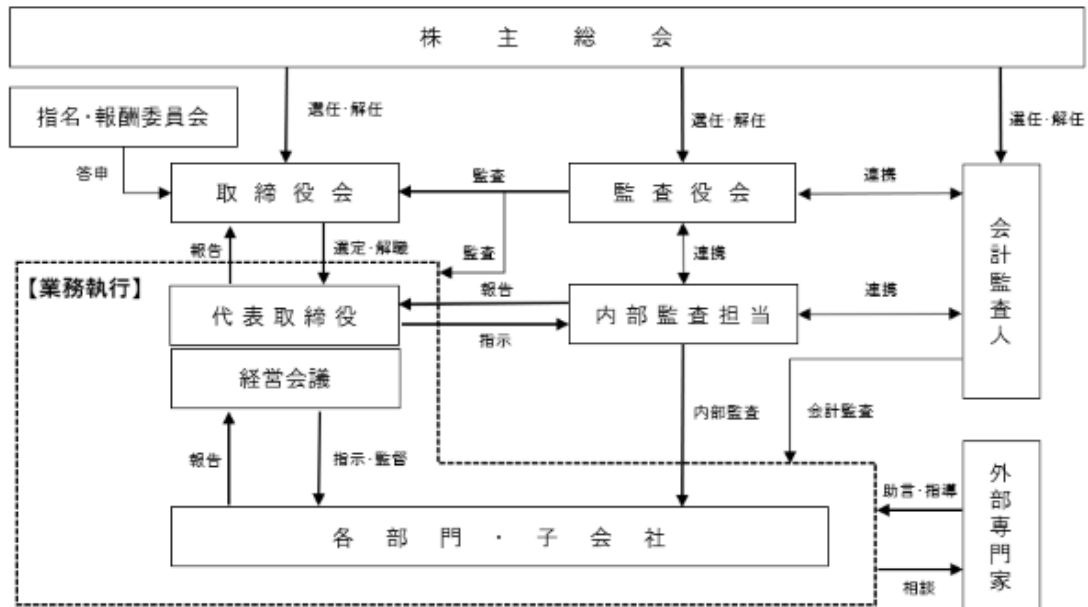 株主総会
選任・解任
選任・解任
選任・解任
指名・報酬委員会
答申
取締役会
監査
監査役会
連携
会計監査人
報告
選定・解職
監査
連携
【業務執行】
代表取締役
報告
指示
内部監査担当
連携
経営会議
内部監査
会計監査
報告
指示・監督
各部門・子会社
助言・指導
相談
外部専門家